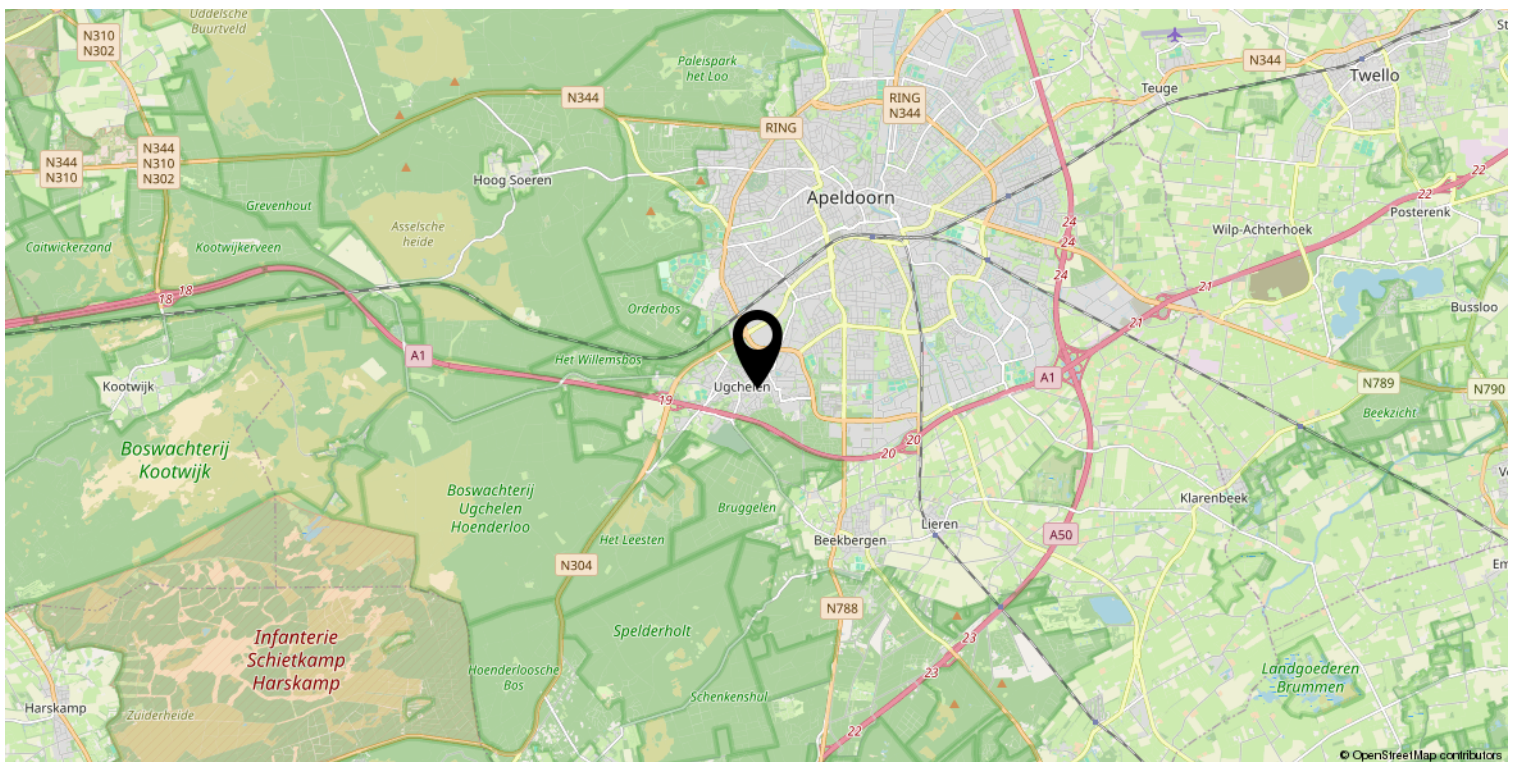 Uddelsche
Buurtveld
N310
N302
Paleispark
het Loo
N344
Twello
Teuge
N344
RING
N344
RING
N344
N310
N302
N344
N310
Hoog Soeren
Grevenhout
Apeldoorn
Asselsche
heide
Caitwickerzand
Kootwijkerveen
22
22
Posterenk
24
24
24
Wilp-Achterhoek
18
18
21
21
Orderbos
Bussloo
A1
Het Willemsbos
Ugchelen
19
A1
Kootwijk
N789
N790
Beekzicht
Boswachterij
Kootwijk
20
20
Boswachterij
Ugchelen
Hoenderloo
Bruggelen
Klarenbeek
Het Leesten
Lieren
Beekbergen
A50
N304
N788
Infanterie
Schietkamp
Harskamp
Spelderholt
23
23
Hoenderloosche
Bos
Schenkenshul
Landgoederen
Brummen
Harskamp
Zuiderheide
22
© OpenStreetMap contributors